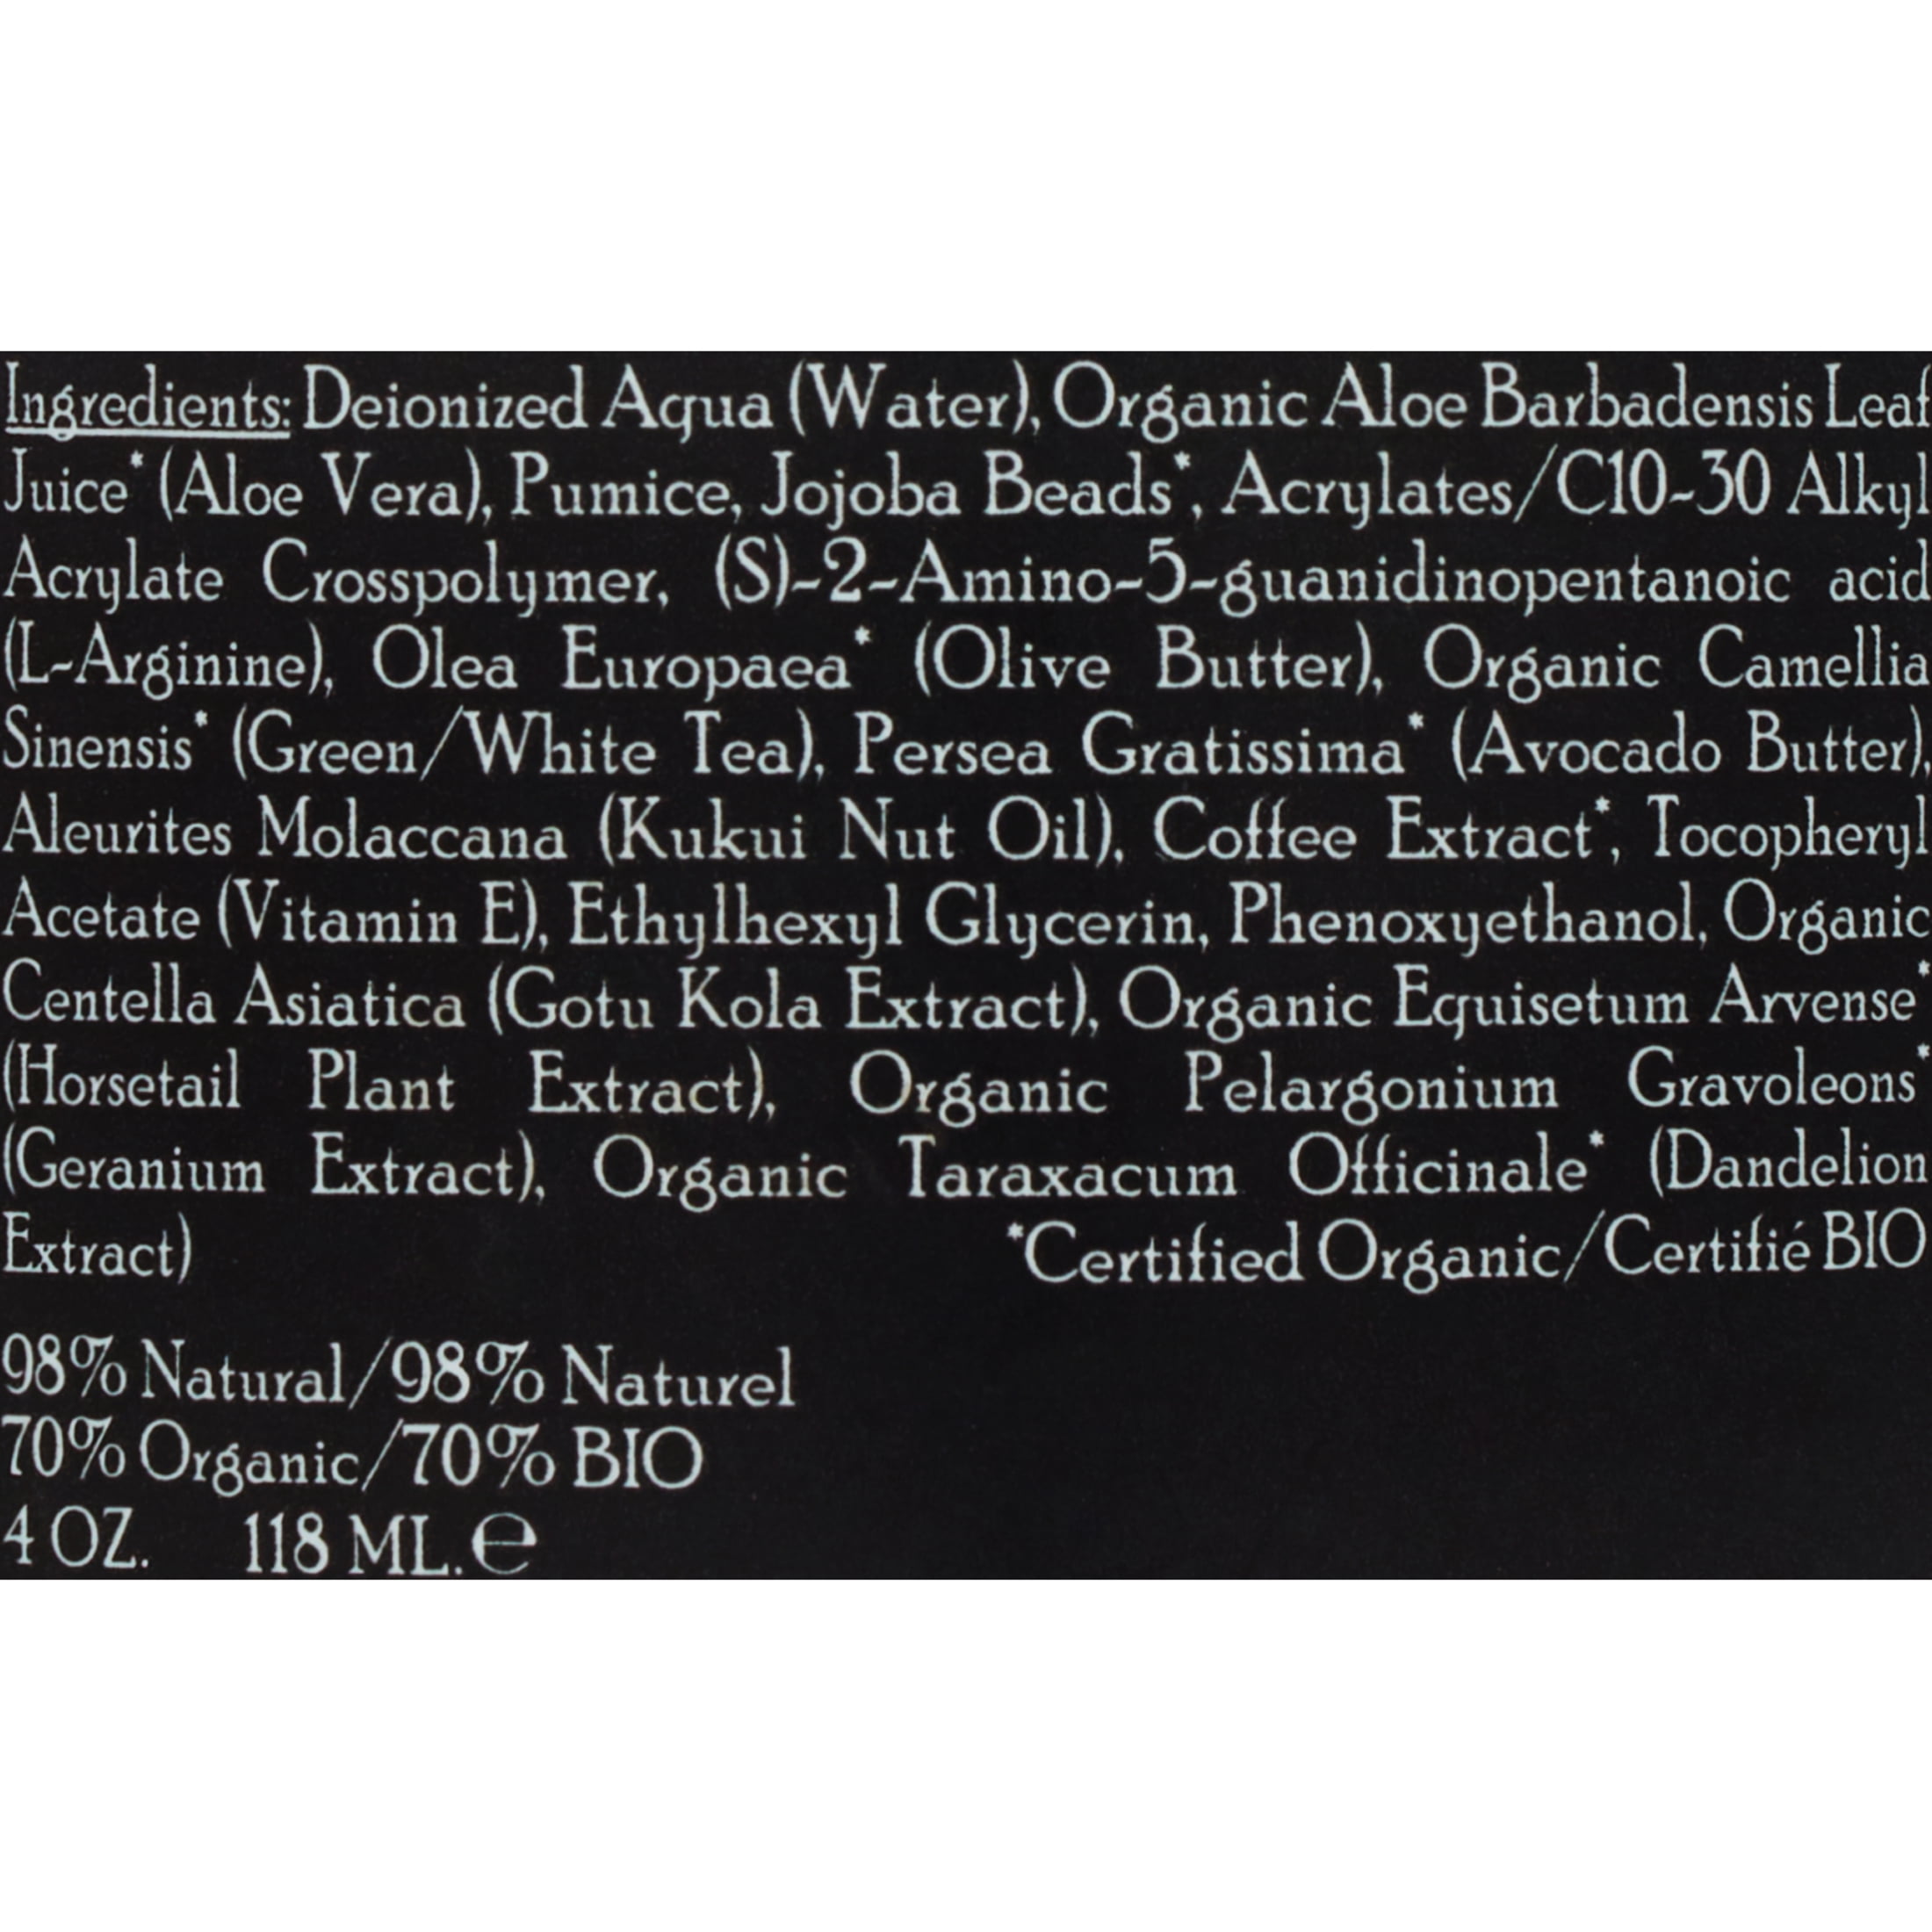 Ingredients: Deionized Aqua (Water), Organic Aloe Barbadensis Leaf
Juice* (Aloe Vera), Pumice, Jojoba Beads*, Acrylates/C10-30 Alkyl
Acrylate Crosspolymer, (S)-2-Amino-5-guanidinopentanoic acid
(L-Arginine), Olea Europaea* (Olive Butter), Organic Camellia
Sinensis* (Green/White Tea), Persea Gratissima* (Avocado Butter),
Aleurites Molaccana (Kukui Nut Oil), Coffee Extract*, Tocopheryl
Acetate (Vitamin E), Ethylhexyl Glycerin, Phenoxyethanol, Organic
Centella Asiatica (Gotu Kola Extract), Organic Equisetum Arvense*
(Horsetail Plant Extract), Organic Pelargonium Gravoleons*
(Geranium Extract), Organic Taraxacum Officinale* (Dandelion
Extract) *Certified Organic/Certifié BIO
98% Natural/98% Naturel
70% Organic/70% BIO
4 OZ. 118 ML. ℮